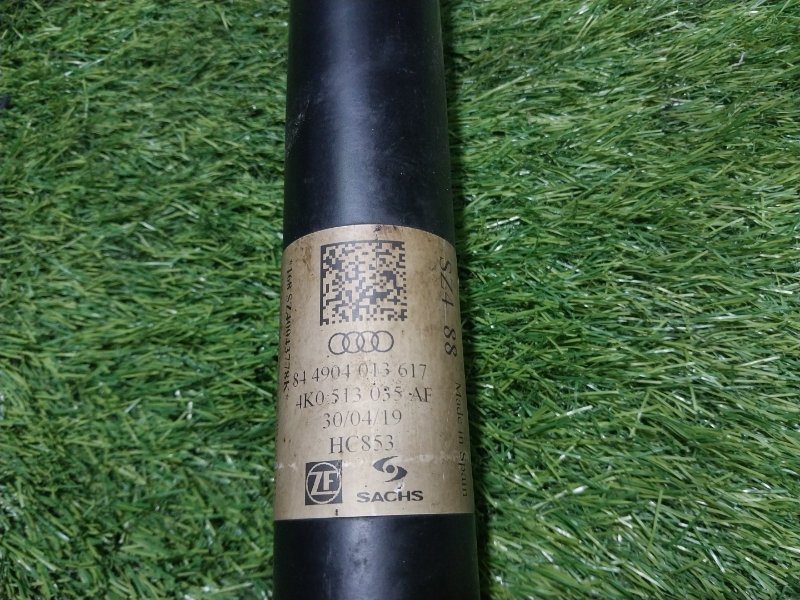 84 4904 013 617
4K0 513 035 AF
30/04/19
HC853
ZF
SACHS
SZ4 88
Made in Spain